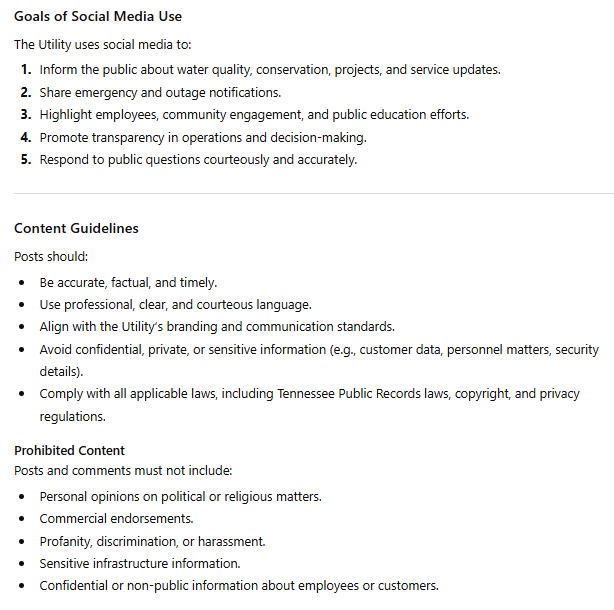 Goals of Social Media Use
The Utility uses social media to:
1. Inform the public about water quality, conservation, projects, and service updates.
2. Share emergency and outage notifications.
3. Highlight employees, community engagement, and public education efforts.
4. Promote transparency in operations and decision-making.
5. Respond to public questions courteously and accurately.
Content Guidelines
Posts should:
• Be accurate, factual, and timely.
• Use professional, clear, and courteous language.
• Align with the Utility's branding and communication standards.
• Avoid confidential, private, or sensitive information (e.g., customer data, personnel matters, security
details).
• Comply with all applicable laws, including Tennessee Public Records laws, copyright, and privacy
regulations.
Prohibited Content
Posts and comments must not include:
• Personal opinions on political or religious matters.
• Commercial endorsements.
• Profanity, discrimination, or harassment.
• Sensitive infrastructure information.
• Confidential or non-public information about employees or customers.